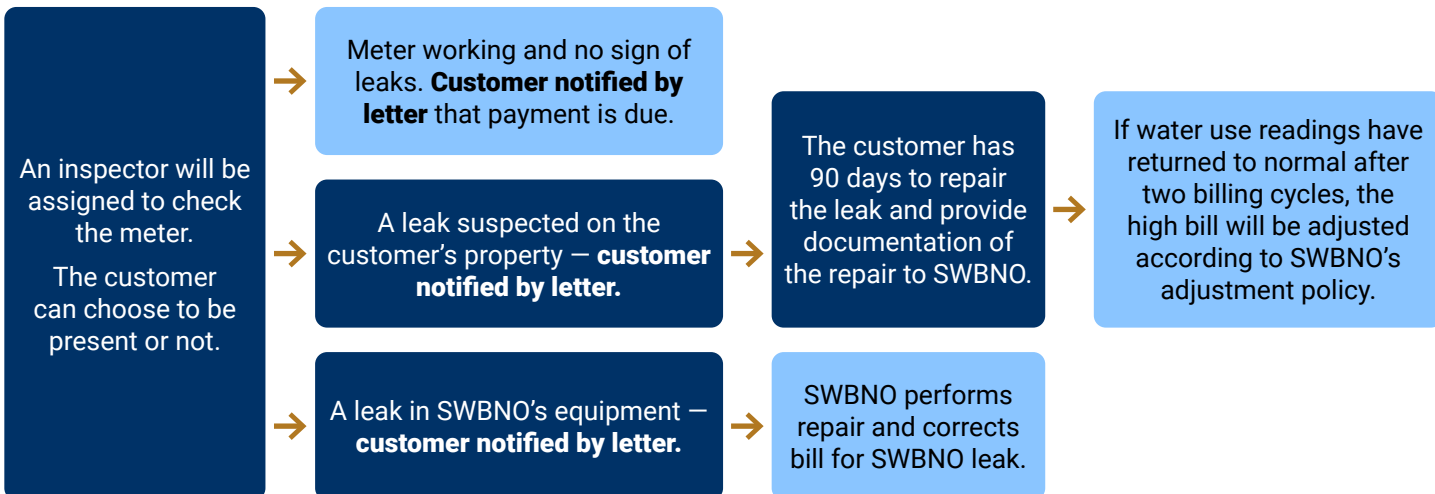 An inspector will be
assigned to check
the meter.
The customer
can choose to be
present or not.
Meter working and no sign of
leaks. Customer notified by
letter that payment is due.
A leak suspected on the
customer’s property — customer
notified by letter.
The customer has
90 days to repair
the leak and provide
documentation of
the repair to SWBNO.
If water use readings have
returned to normal after
two billing cycles, the
high bill will be adjusted
according to SWBNO’s
adjustment policy.
A leak in SWBNO’s equipment —
customer notified by letter.
SWBNO performs
repair and corrects
bill for SWBNO leak.